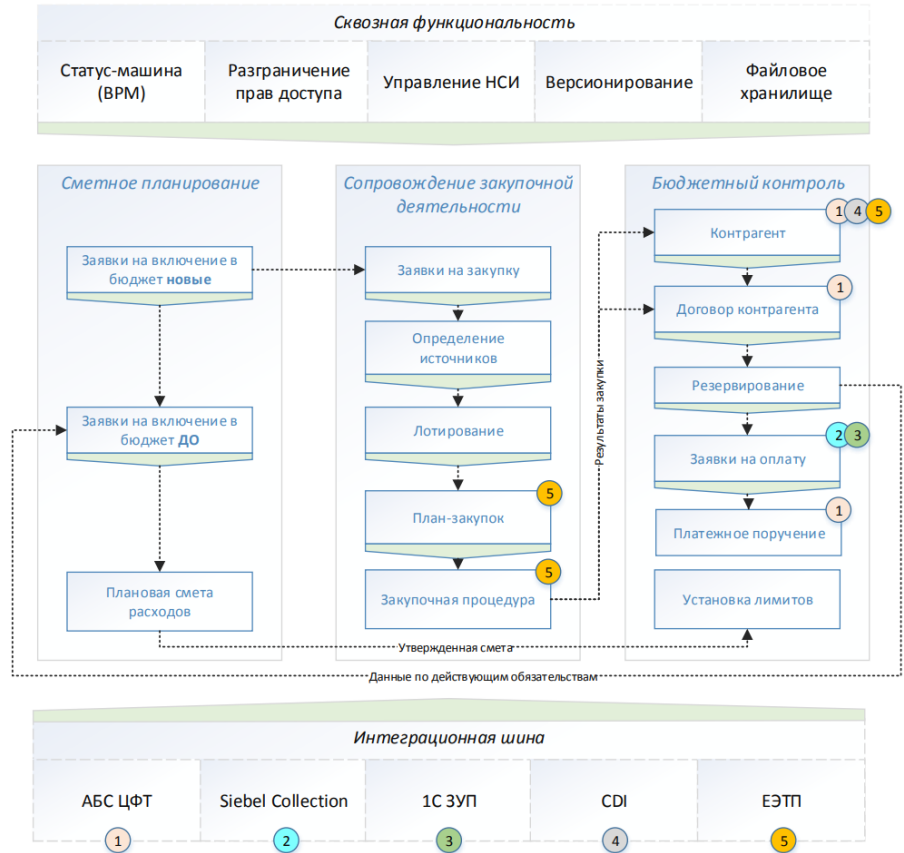 Сквозная функциональность
Статус-машина
(BPM)
Разграничение
прав доступа
Управление НСИ
Версионирование
Файловое
хранилище
Сметное планирование
Заявки на включение в
бюджет новые
Заявки на включение в
бюджет ДО
Плановая смета
расходов
Сопровождение закупочной
деятельности
Заявки на закупку
Определение
источников
Лотирование
План-закупок
5
Закупочная процедура
5
Результаты закупки
Бюджетный контроль
Контрагент
1
4
5
Договор контрагента
1
Резервирование
Заявки на оплату
2
3
Платежное поручение
1
Установка лимитов
Утвержденная смета
Данные по действующим обязательствам
Интеграционная шина
АБС ЦФТ
1
Siebel Collection
2
1С ЗУП
3
CDI
4
ЕЭТП
5